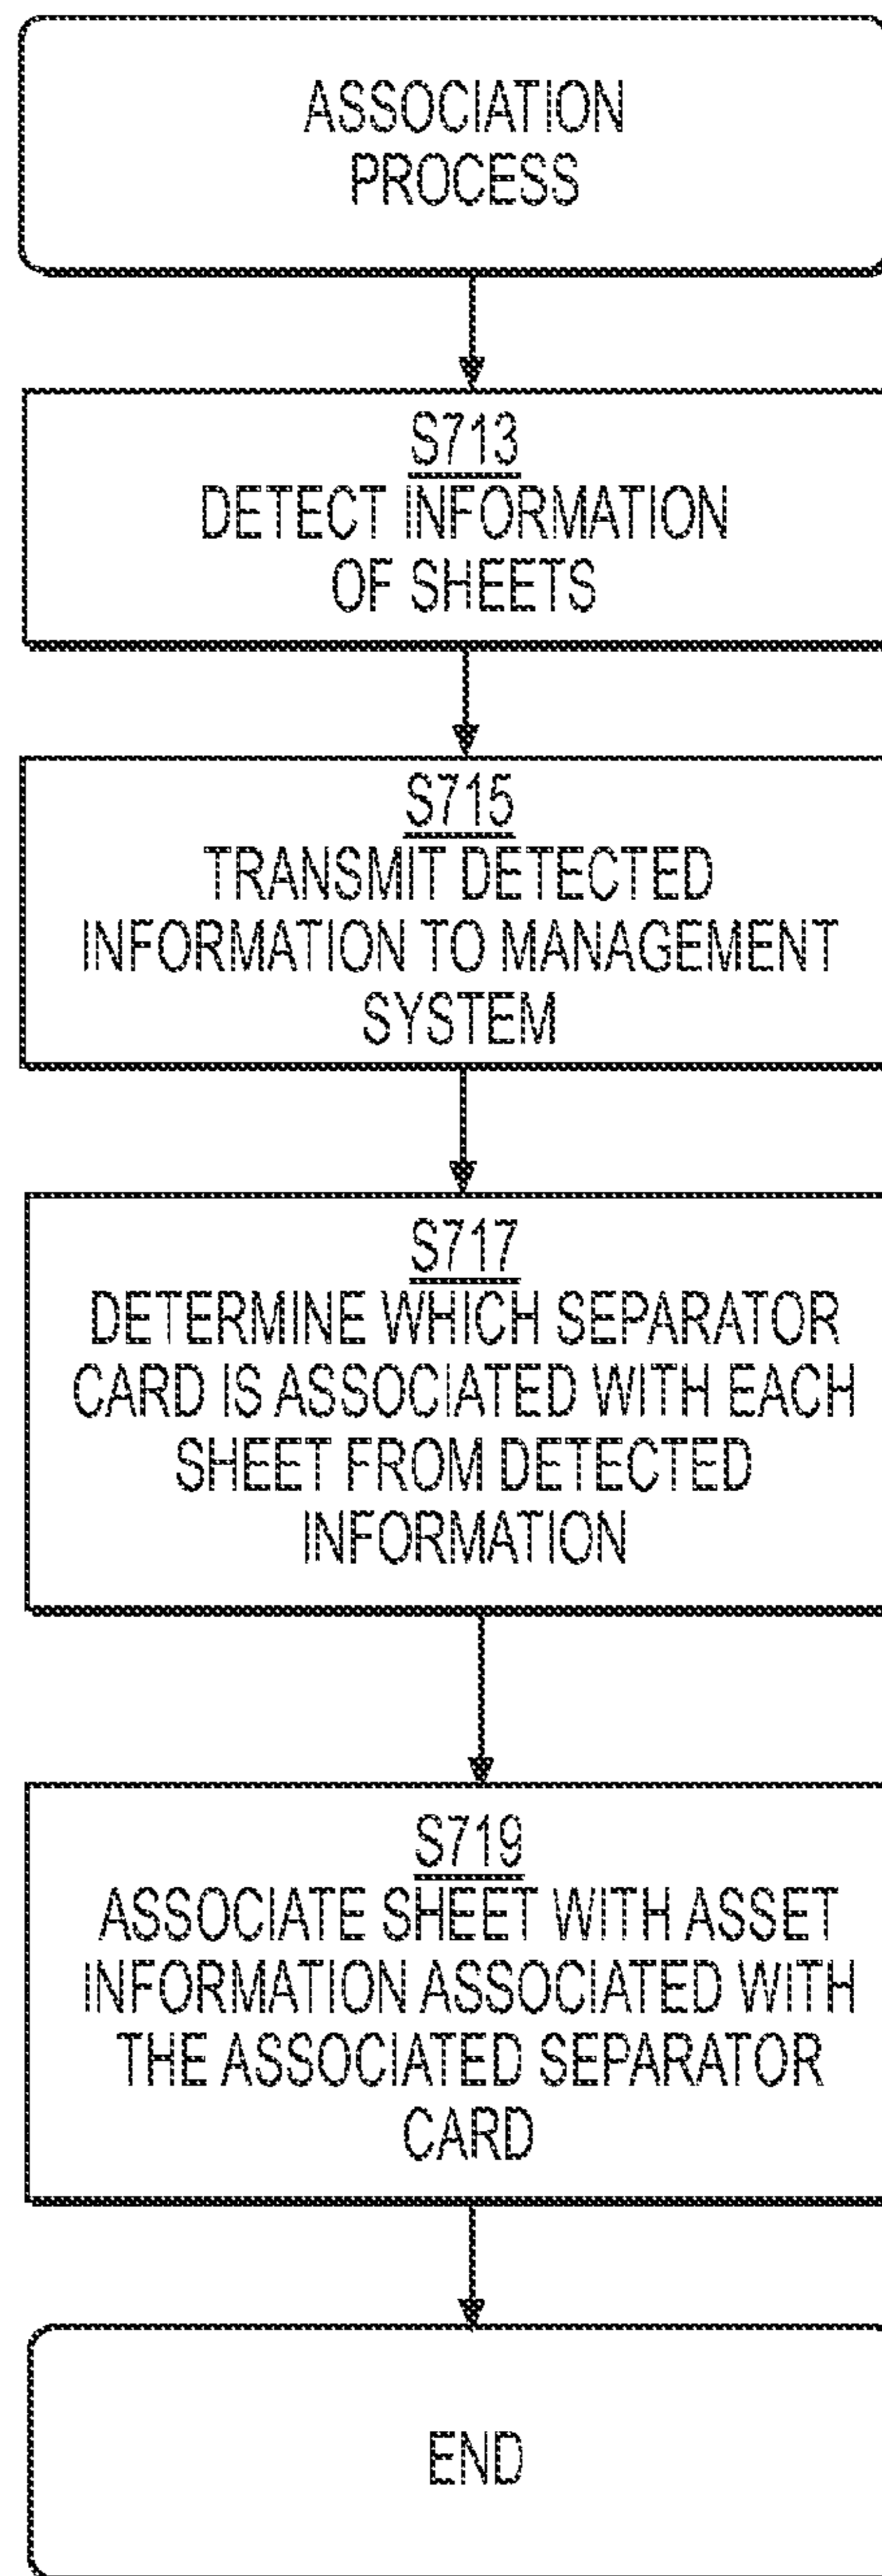 ASSOCIATION
PROCESS
S713
DETECT INFORMATION
OF SHEETS
S715
TRANSMIT DETECTED
INFORMATION TO MANAGEMENT
SYSTEM
S717
DETERMINE WHICH SEPARATOR
CARD IS ASSOCIATED WITH EACH
SHEET FROM DETECTED
INFORMATION
S719
ASSOCIATE SHEET WITH ASSET
INFORMATION ASSOCIATED WITH
THE ASSOCIATED SEPARATOR
CARD
END